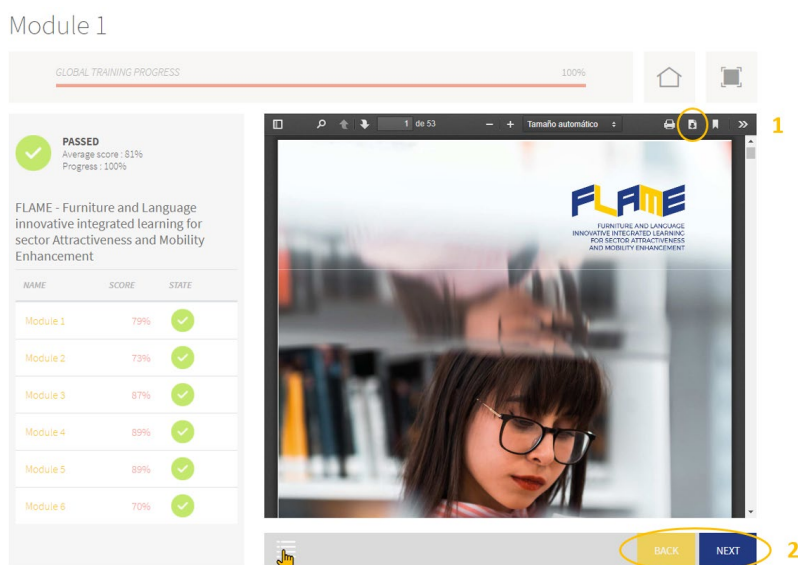 Module 1
GLOBAL TRAINING PROGRESS 100%
1 de 53 Tamaño automático
1
PASSED
Average score : 81%
Progress : 100%
FLAME - Furniture and Language
innovative integrated learning for
sector Attractiveness and Mobility
Enhancement
NAME SCORE STATE
Module 1 79%
Module 2 73%
Module 3 87%
Module 4 89%
Module 5 89%
Module 6 70%
FLAME
FURNITURE AND LANGUAGE
INNOVATIVE INTEGRATED LEARNING
FOR SECTOR ATTRACTIVENESS
AND MOBILITY ENHANCEMENT
BACK NEXT
2